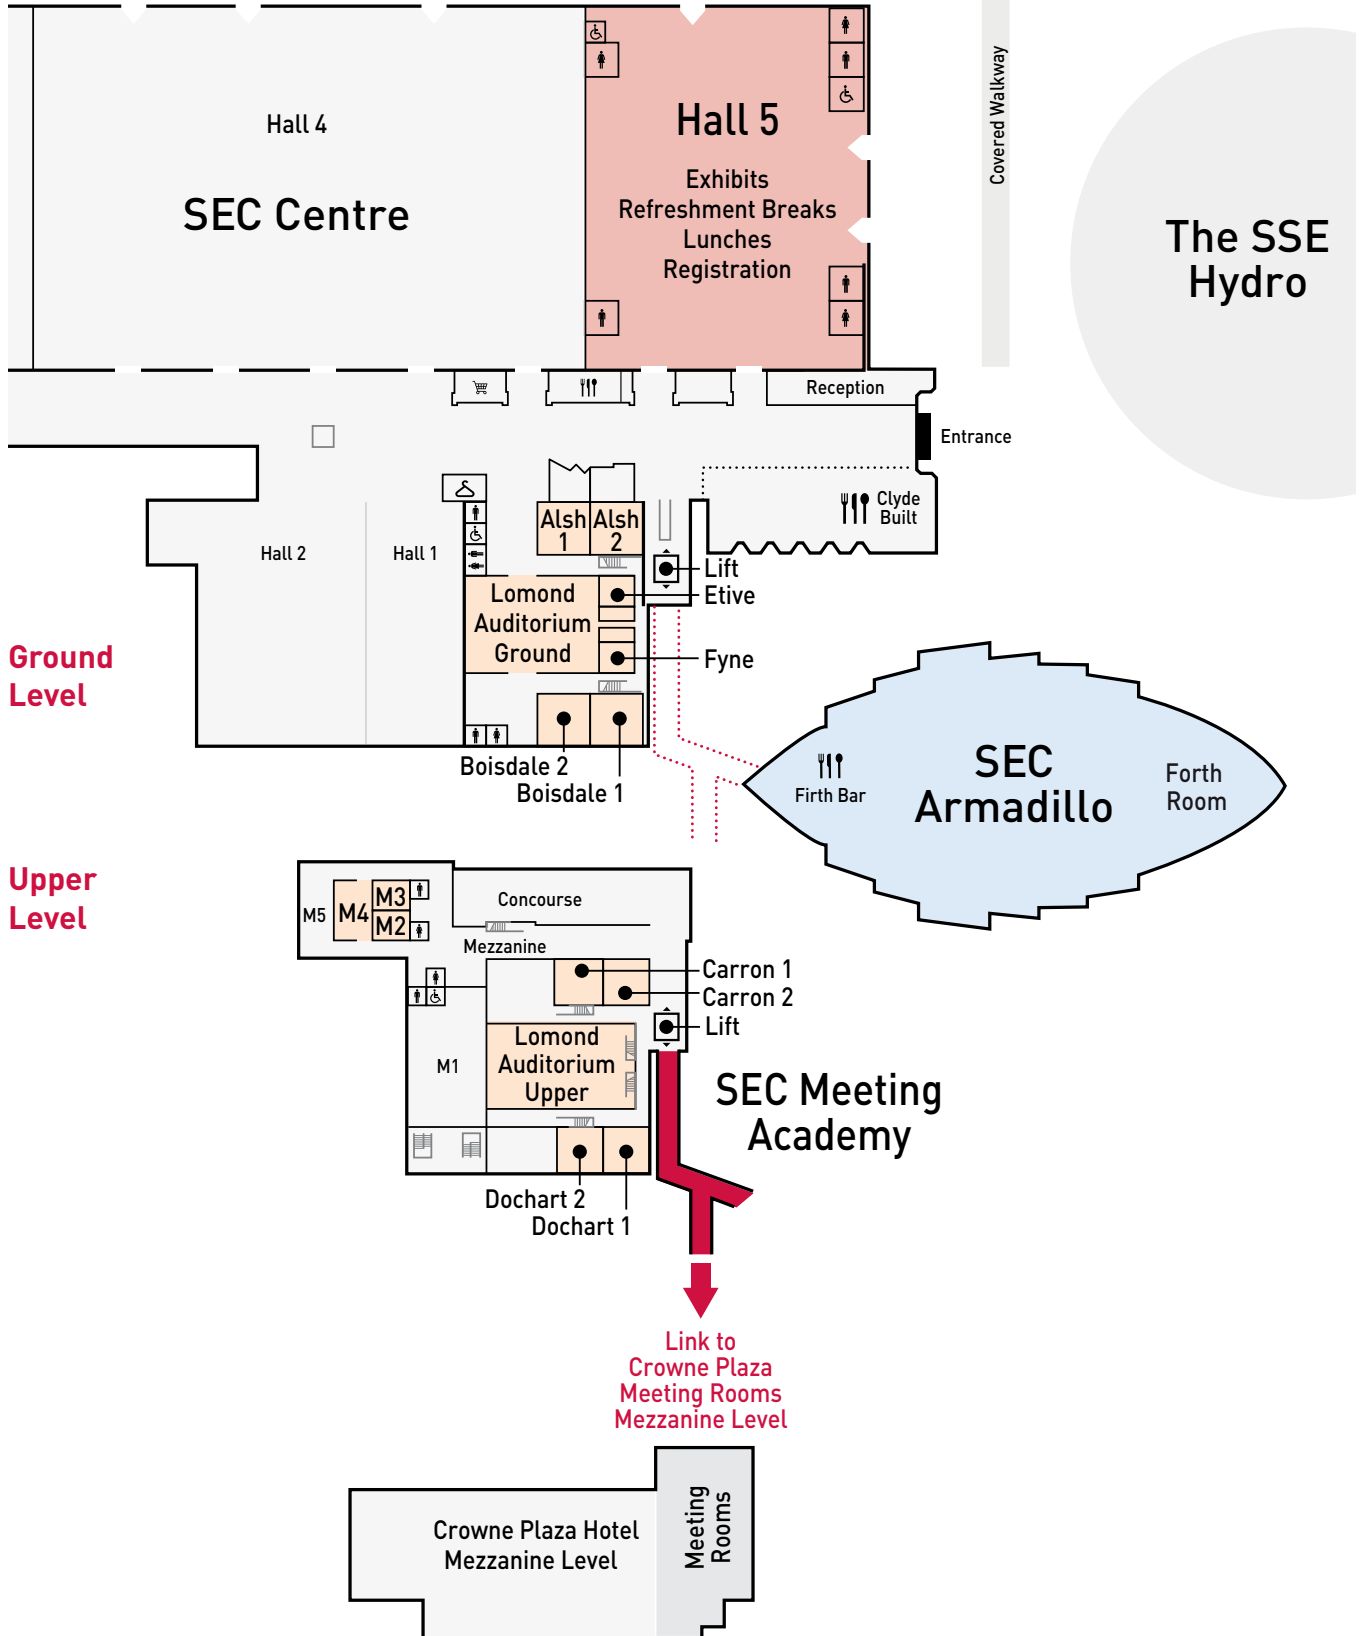 Hall 4
SEC Centre
Hall 5
Exhibits
Refreshment Breaks
Lunches
Registration
Covered Walkway
The SSE
Hydro
Reception
Entrance
Clyde
Built
Hall 2
Hall 1
Alsh
1
Alsh
2
Lift
Etive
Lomond
Auditorium
Ground
Fyne
Ground
Level
Boisdale 2
Boisdale 1
Firth Bar
SEC
Armadillo
Forth
Room
Upper
Level
M5
M4
M3
M2
Concourse
Mezzanine
Carron 1
Carron 2
Lift
M1
Lomond
Auditorium
Upper
SEC Meeting
Academy
Dochart 2
Dochart 1
Link to
Crowne Plaza
Meeting Rooms
Mezzanine Level
Crowne Plaza Hotel
Mezzanine Level
Meeting
Rooms